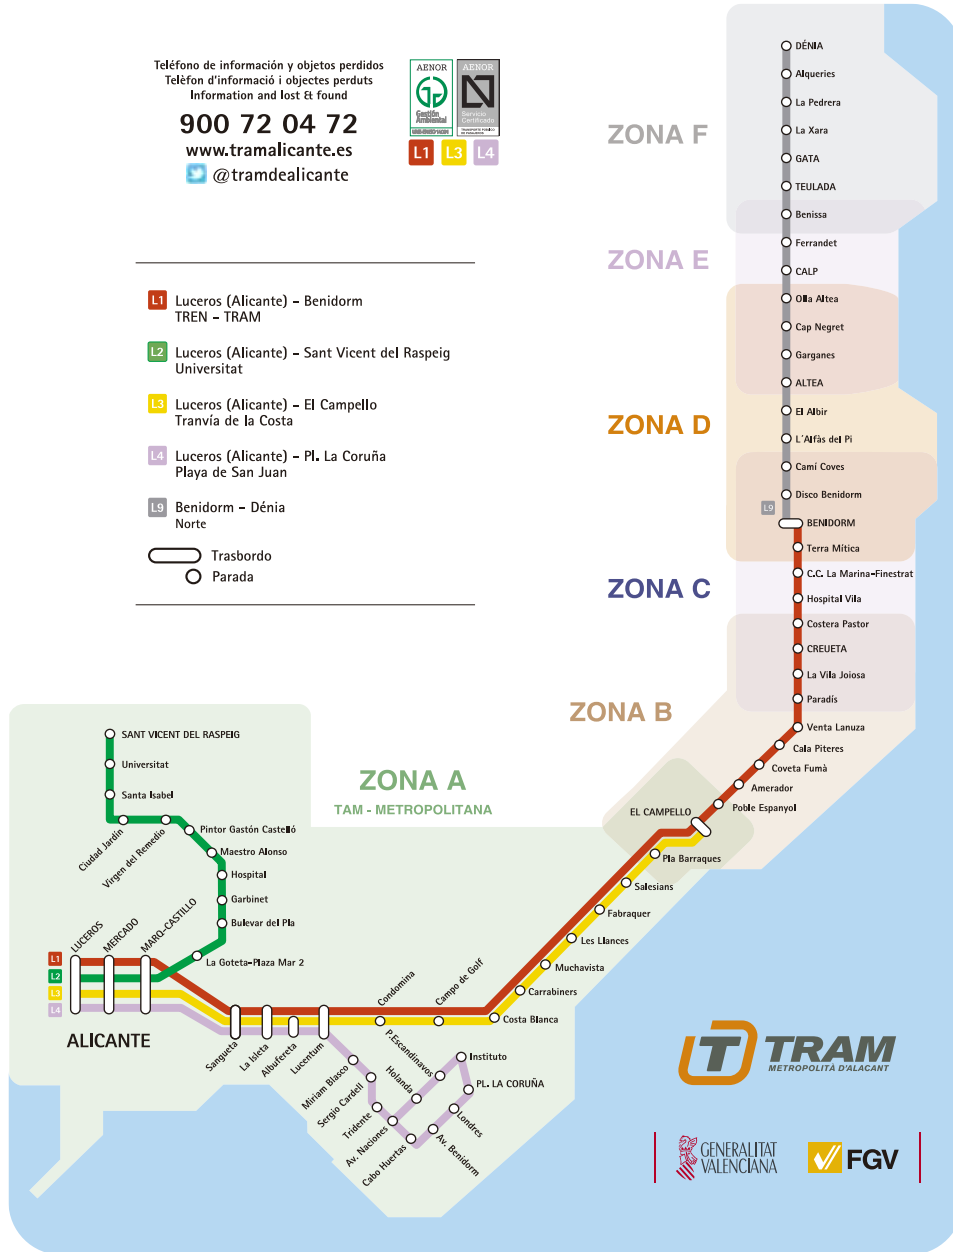 Teléfono de información y objetos perdidos
Telèfon d'informació i objectes perduts
Information and lost & found
900 72 04 72
www.tramalicante.es
@tramdealicante
AENOR
Gestión
Ambiental
AENOR
Servicio
Certificado
L1 L3 L4
L1 Luceros (Alicante) - Benidorm
TREN - TRAM
L2 Luceros (Alicante) - Sant Vicent del Raspeig
Universitat
L3 Luceros (Alicante) - El Campello
Tranvía de la Costa
L4 Luceros (Alicante) - Pl. La Coruña
Playa de San Juan
L9 Benidorm - Dénia
Norte
Trasbordo
Parada
ZONA F
ZONA E
ZONA D
ZONA C
ZONA B
ZONA A
TAM - METROPOLITANA
DÉNIA
Alqueries
La Pedrera
La Xara
GATA
TEULADA
Benissa
Ferrandet
CALP
Olla Altea
Cap Negret
Garganes
ALTEA
El Albir
L´Alfàs del Pi
Camí Coves
Disco Benidorm
L9
BENIDORM
Terra Mítica
C.C. La Marina-Finestrat
Hospital Vila
Costera Pastor
CREUETA
La Vila Joiosa
Paradís
Venta Lanuza
Cala Piteres
Coveta Fumà
Amerador
Poble Espanyol
EL CAMPELLO
Pla Barraques
Salesians
Fabraquer
Les Llances
Muchavista
Carrabiners
Costa Blanca
Campo de Golf
Condomina
SANT VICENT DEL RASPEIG
Universitat
Santa Isabel
Ciudad Jardín
Virgen del Remedio
Pintor Gastón Castelló
Maestro Alonso
Hospital
Garbinet
Bulevar del Pla
La Goteta-Plaza Mar 2
LUCEROS
MERCADO
MARQ-CASTILLO
L1
L2
L3
L4
ALICANTE
Sangueta
La Isleta
Albufereta
Lucentum
Miriam Blasco
Sergio Cardell
Tridente
Av. Naciones
Cabo Huertas
Av. Benidorm
Londres
PL. LA CORUÑA
Instituto
P.Escandinavos
Holanda
TRAM
METROPOLITÀ D'ALACANT
GENERALITAT
VALENCIANA
FGV